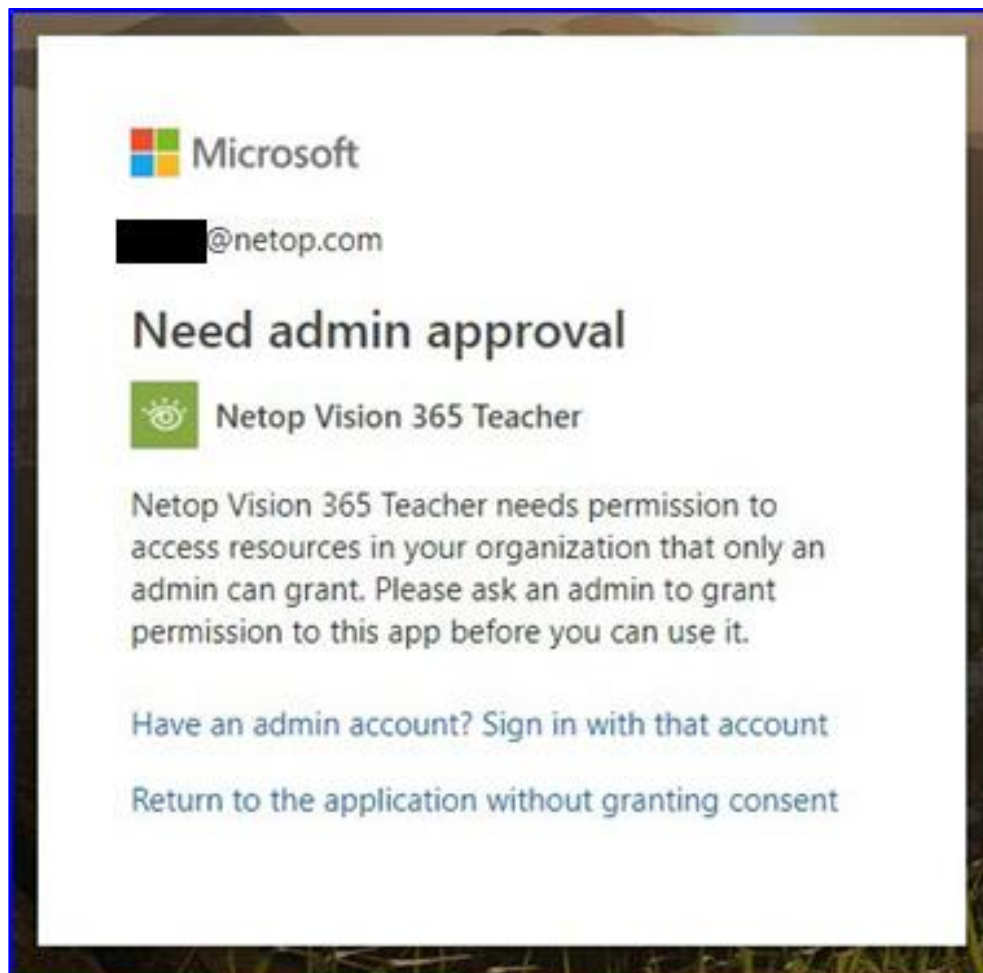 Microsoft
@netop.com
Need admin approval
Netop Vision 365 Teacher
Netop Vision 365 Teacher needs permission to
access resources in your organization that only an
admin can grant. Please ask an admin to grant
permission to this app before you can use it.
Have an admin account? Sign in with that account
Return to the application without granting consent